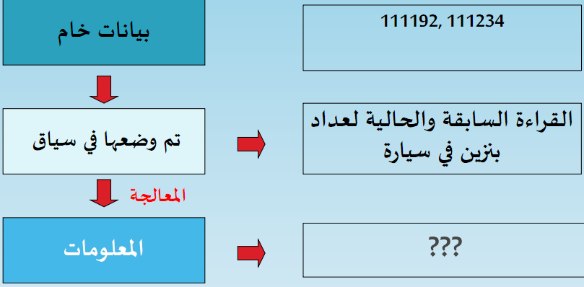 بيانات خام
111192, 111234
تم وضعها في سياق
القراءة السابقة والحالية لعداد
بنزين في سيارة
المعالجة
المعلومات
???